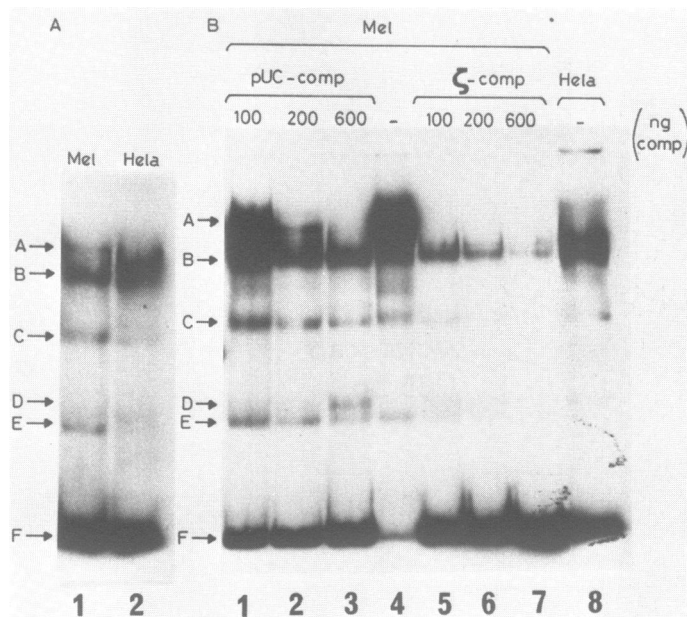 A
B
Mel
pUC-comp
ζ-comp
Hela
100 200 600 - 100 200 600 -
(ng comp)
Mel Hela
A
B
C
D
E
F
A
B
C
D
E
F
1 2
1 2 3 4 5 6 7 8